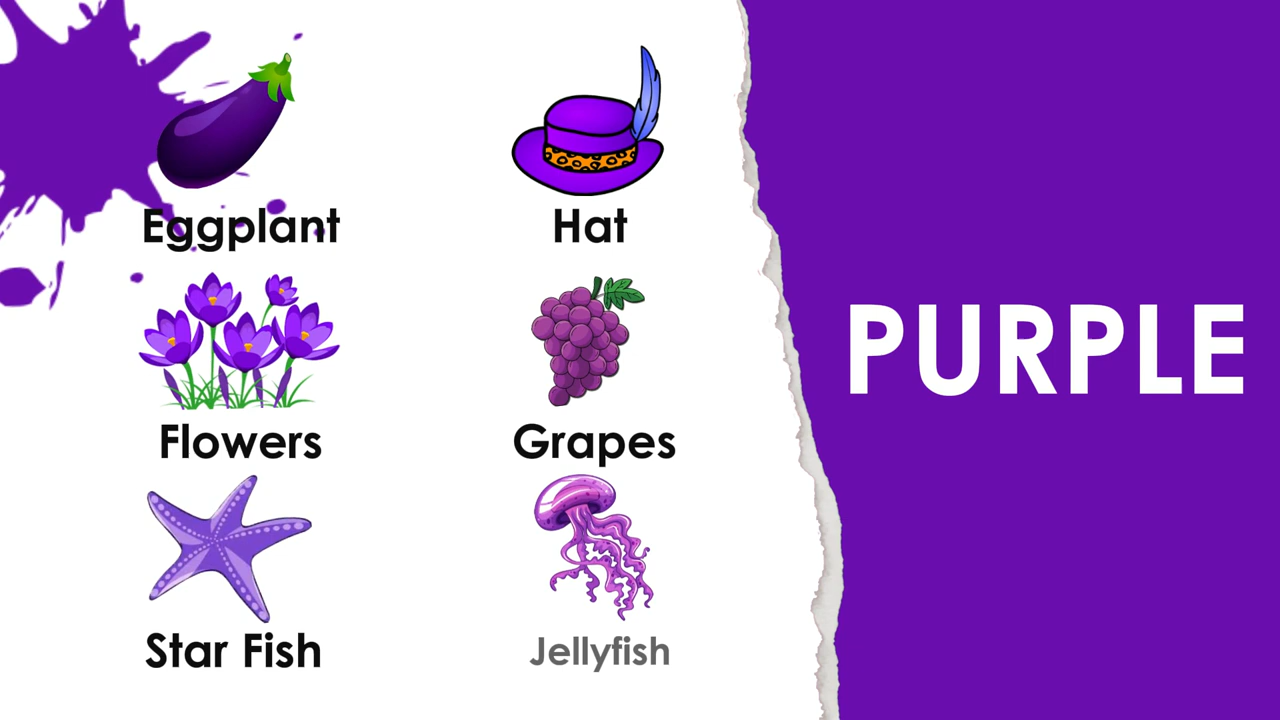 Eggplant
Hat
Flowers
Grapes
Star Fish
Jellyfish
PURPLE